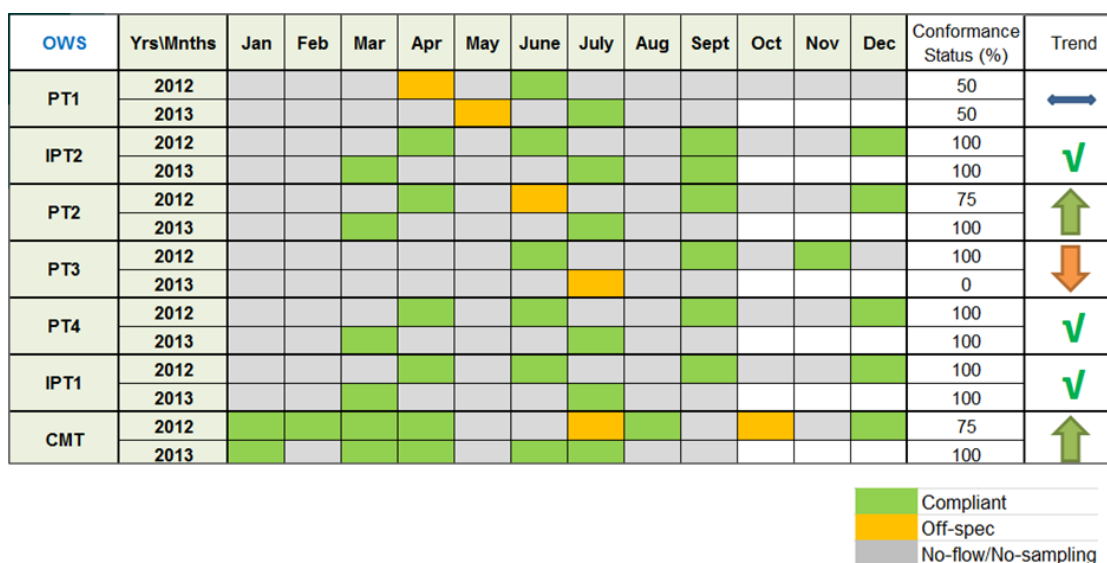 OWS Yrs\Mnths Jan Feb Mar Apr May June July Aug Sept Oct Nov Dec Conformance Status (%) Trend
PT1 2012 50
2013 50
IPT2 2012 100 √
2013 100
PT2 2012 75
2013 100
PT3 2012 100
2013 0
PT4 2012 100 √
2013 100
IPT1 2012 100 √
2013 100
CMT 2012 75
2013 100
Compliant
Off-spec
No-flow/No-sampling